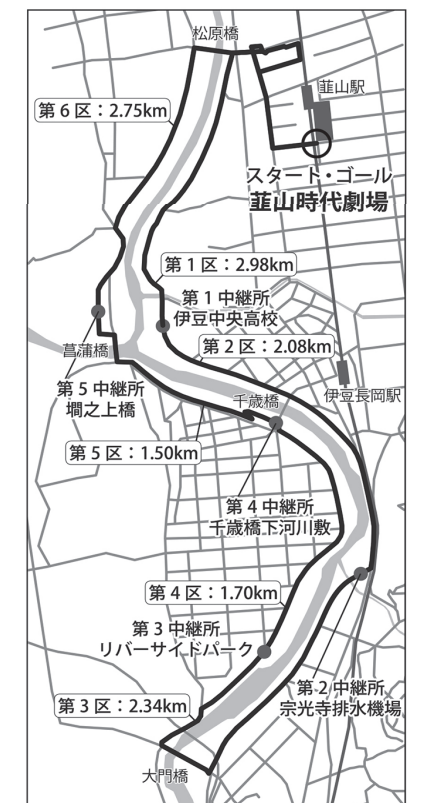 松原橋
韮山駅
第6区：2.75km
スタート・ゴール
韮山時代劇場
第1区：2.98km
第1中継所
伊豆中央高校
第2区：2.08km
菖蒲橋
伊豆長岡駅
第5中継所
墹之上橋
千歳橋
第5区：1.50km
第4中継所
千歳橋下河川敷
第4区：1.70km
第3中継所
リバーサイドパーク
第2中継所
宗光寺排水機場
第3区：2.34km
大門橋